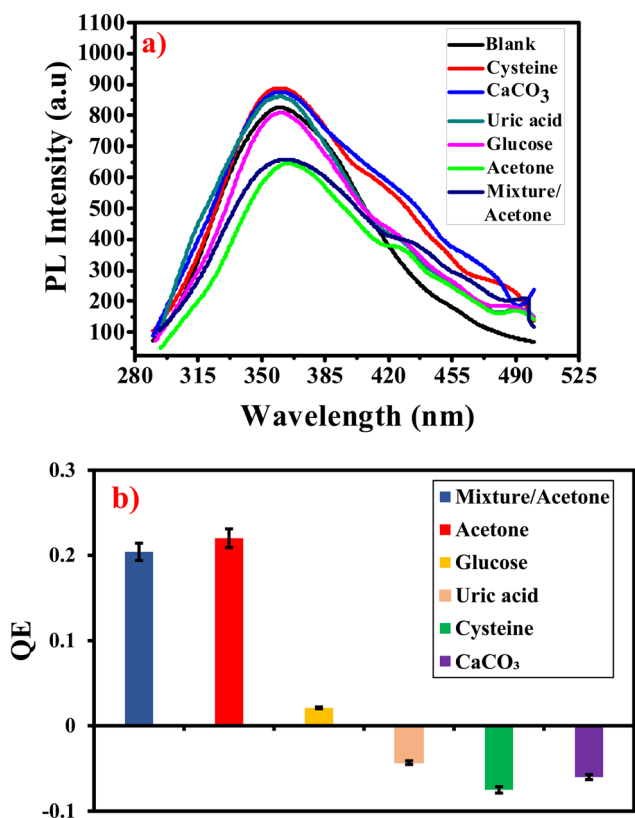 a)
PL Intensity (a.u)
1100
1000
900
800
700
600
500
400
300
200
100
Blank
Cysteine
CaCO₃
Uric acid
Glucose
Acetone
Mixture/
Acetone
280 315 350 385 420 455 490 525
Wavelength (nm)
b)
QE
0.3
0.2
0.1
0
-0.1
Mixture/Acetone
Acetone
Glucose
Uric acid
Cysteine
CaCO₃